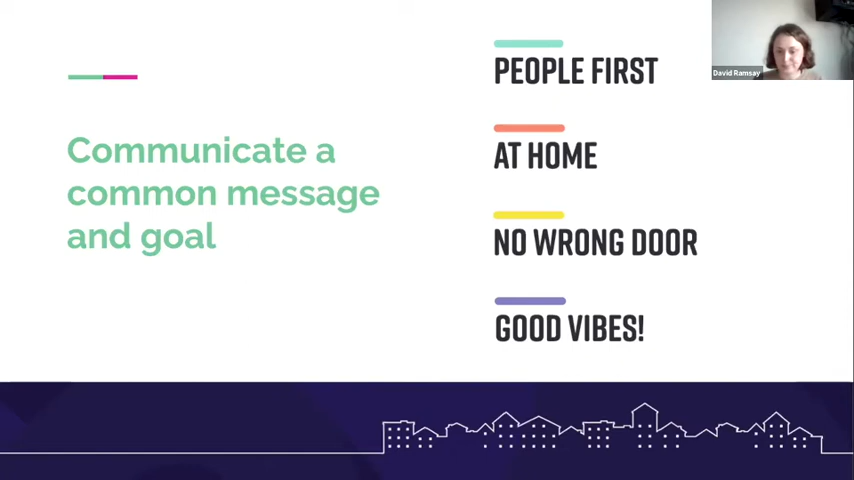 Communicate a
common message
and goal
PEOPLE FIRST
AT HOME
NO WRONG DOOR
GOOD VIBES!
David Ramsay